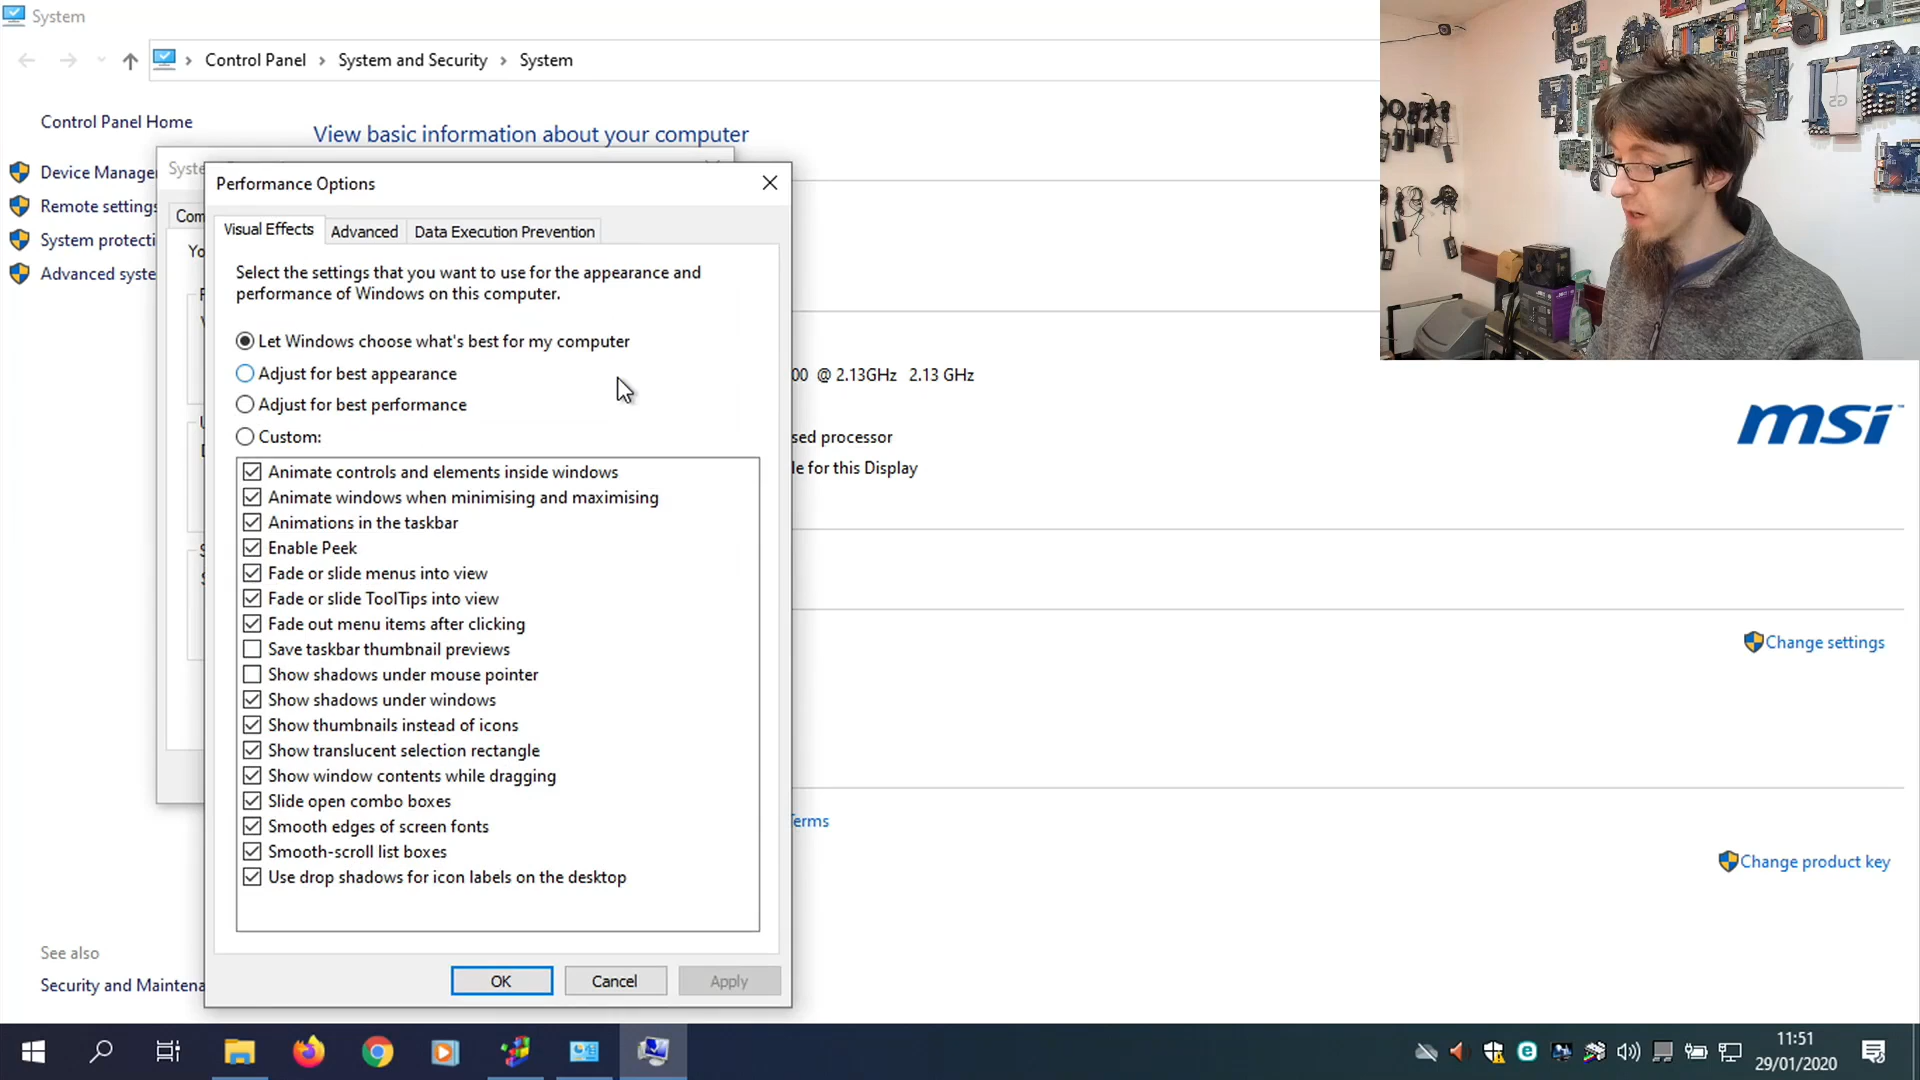 System
Control Panel › System and Security › System
Control Panel Home
View basic information about your computer
Device Manage
Remote settings
System protecti
Advanced syste
Performance Options
Com
Visual Effects
Advanced
Data Execution Prevention
Yo
Select the settings that you want to use for the appearance and
performance of Windows on this computer.
Let Windows choose what's best for my computer
Adjust for best appearance
Adjust for best performance
Custom:
00 @ 2.13GHz 2.13 GHz
sed processor
le for this Display
msi
Animate controls and elements inside windows
Animate windows when minimising and maximising
Animations in the taskbar
Enable Peek
Fade or slide menus into view
Fade or slide ToolTips into view
Fade out menu items after clicking
Save taskbar thumbnail previews
Show shadows under mouse pointer
Show shadows under windows
Show thumbnails instead of icons
Show translucent selection rectangle
Show window contents while dragging
Slide open combo boxes
Smooth edges of screen fonts
Smooth-scroll list boxes
Use drop shadows for icon labels on the desktop
Change settings
Terms
Change product key
See also
Security and Maintena
OK
Cancel
Apply
11:51
29/01/2020